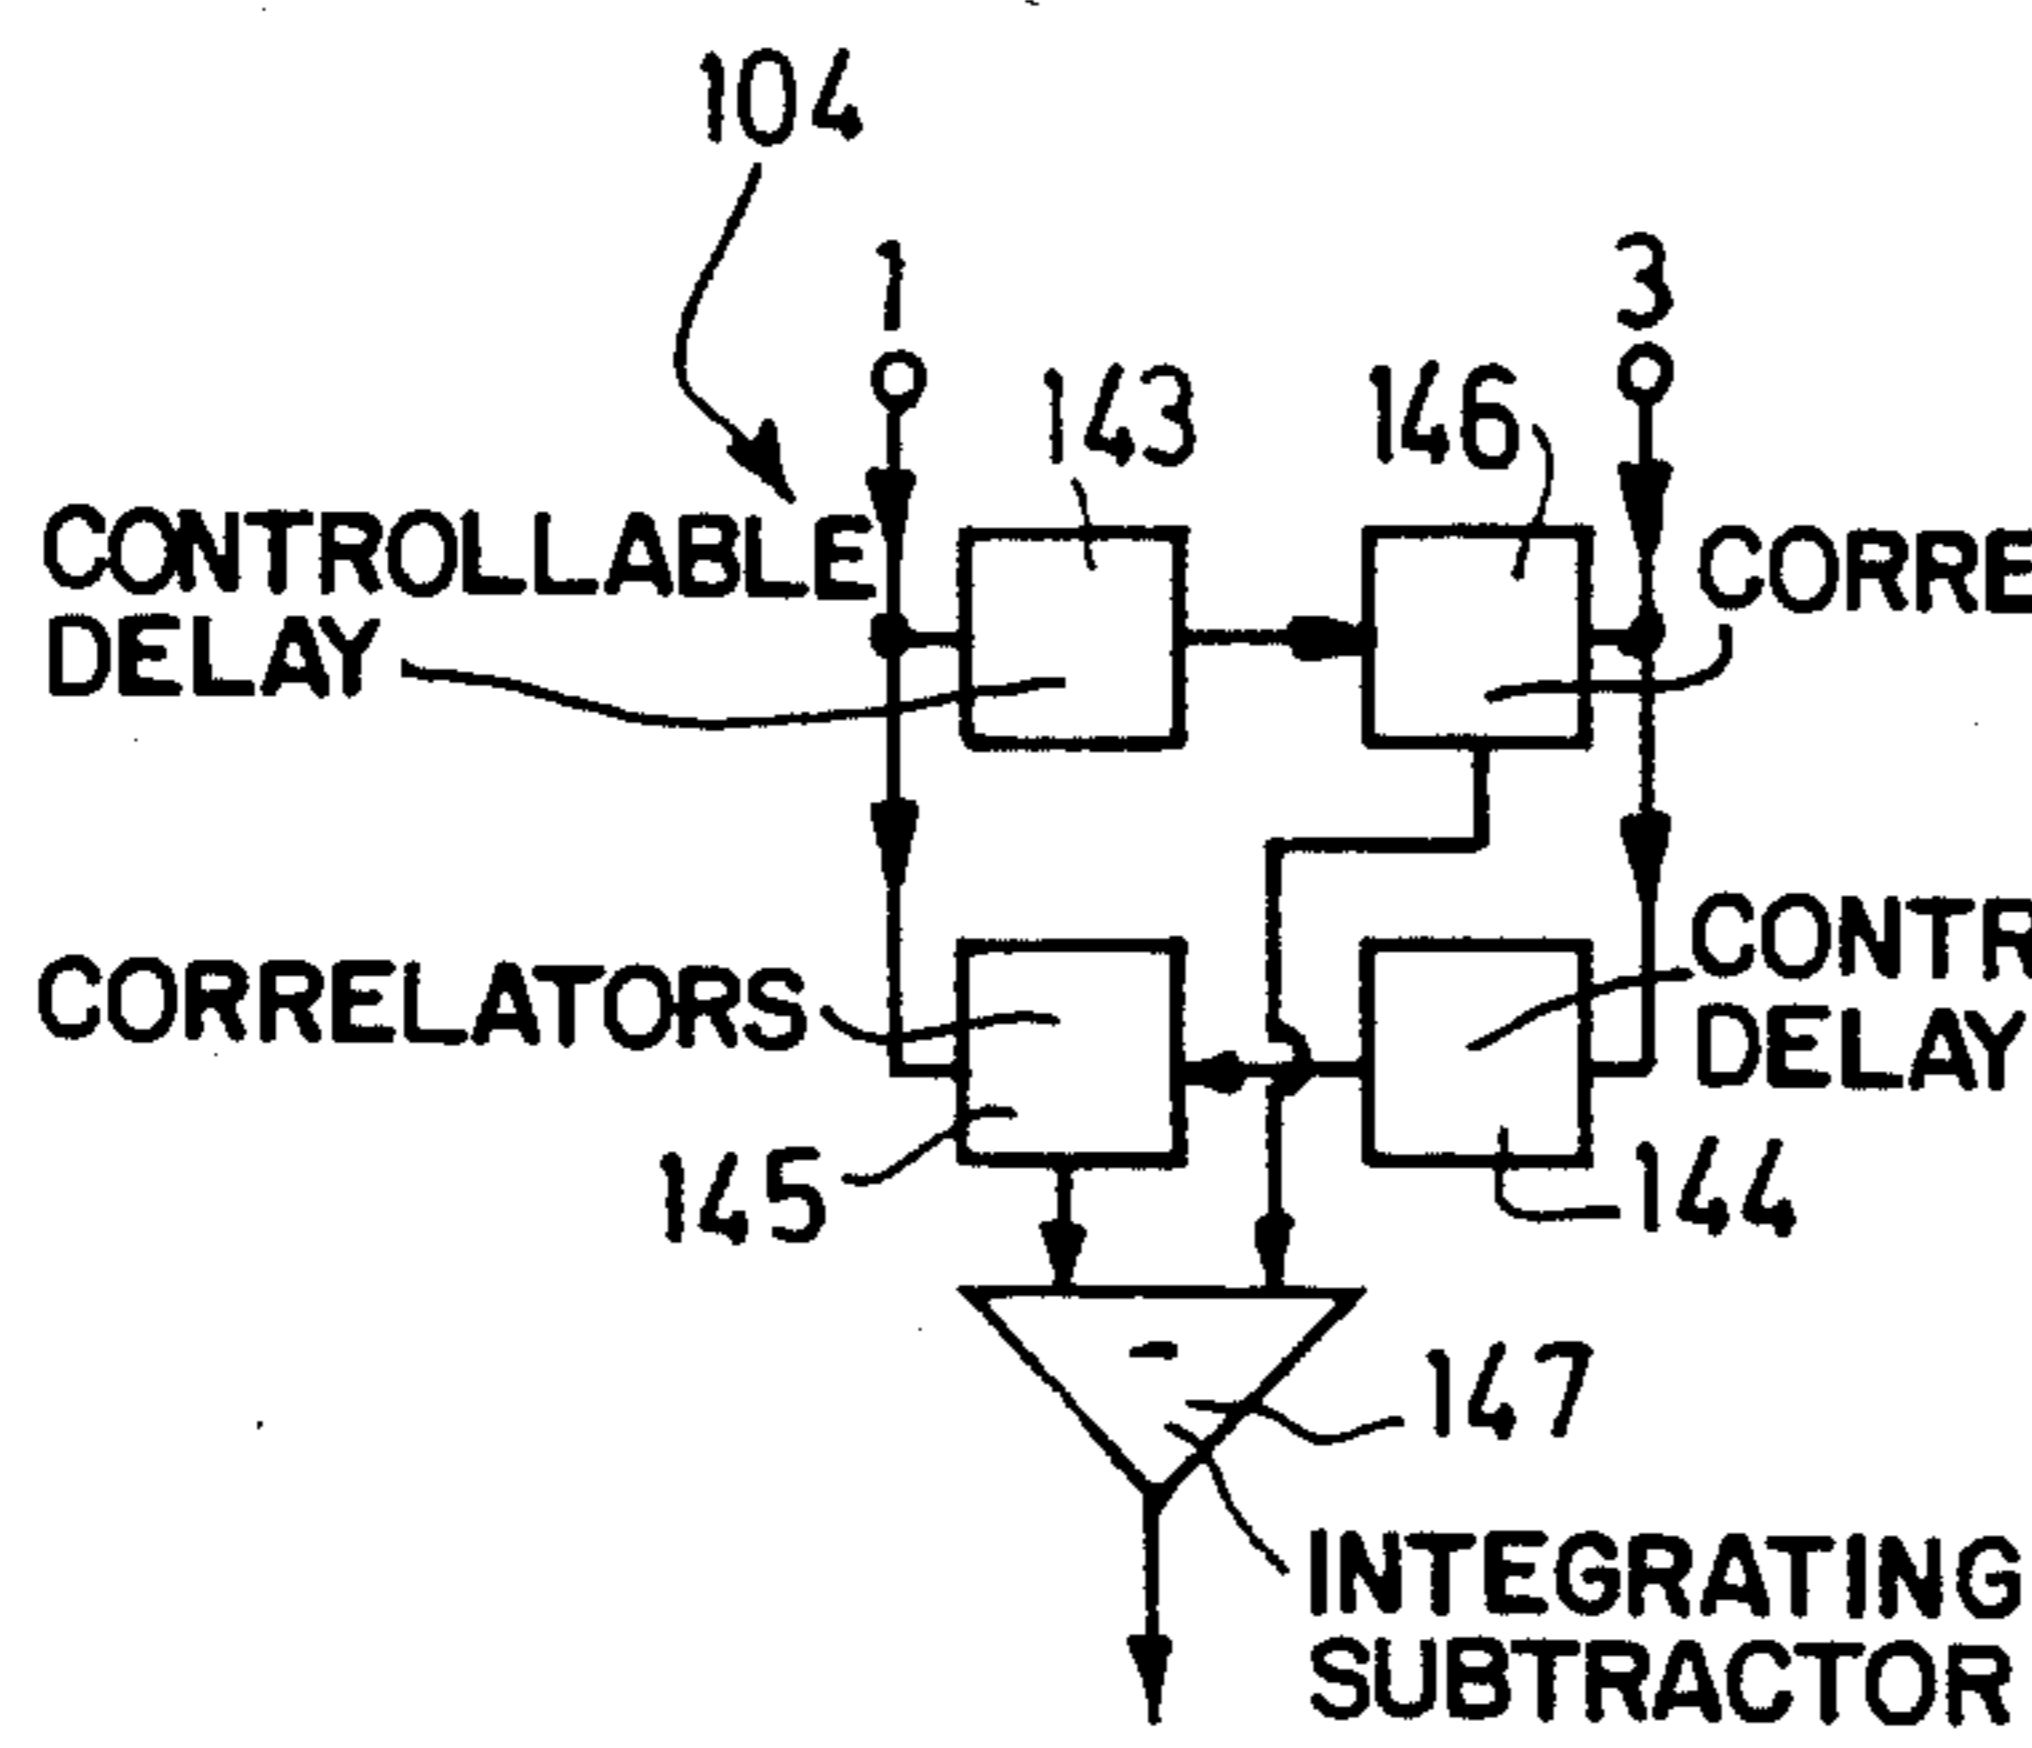 104
1
3
143
146
CONTROLLABLE
DELAY
CORRE
CORRELATORS
CONTR
DELAY
145
144
-
147
INTEGRATING
SUBTRACTOR